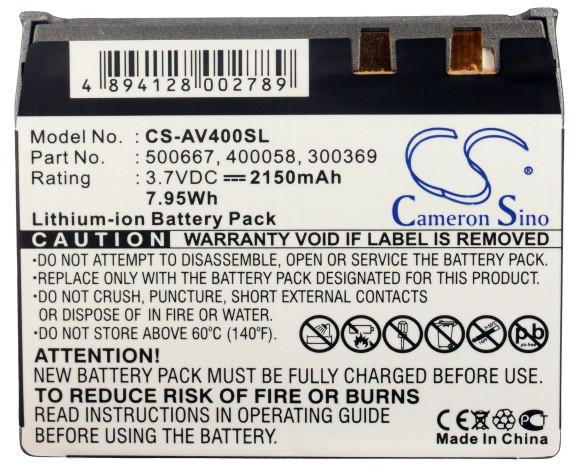 CS
4 894128 002789
Model No. : CS-AV400SL
Part No. : 500667, 400058, 300369
Rating : 3.7VDC 2150mAh
7.95Wh
Lithium-ion Battery Pack
Cameron Sino
CAUTION WARRANTY VOID IF LABEL IS REMOVED
•DO NOT ATTEMPT TO DISASSEMBLE OR SERVICE THE BATTERY PACK.
•REPLACE ONLY WITH THE BATTERY PACK SPECIFIED FOR THIS PRODUCT.
•DO NOT CRUSH, PUNCTURE, SHORT EXTERNAL CONTACTS
OR DISPOSE OF IN FIRE OR WATER.
•DO NOT STORE ABOVE 60°C (140°F).
Pb
ATTENTION:
NEW BATTERY PACK MUST BE FULLY CHARGED BEFORE USE.
TO REDUCE RISK OF FIRE OR BURNS:
READ INSTRUCTIONS IN OPERATING GUIDE
BEFORE USE.
CE
Made In China